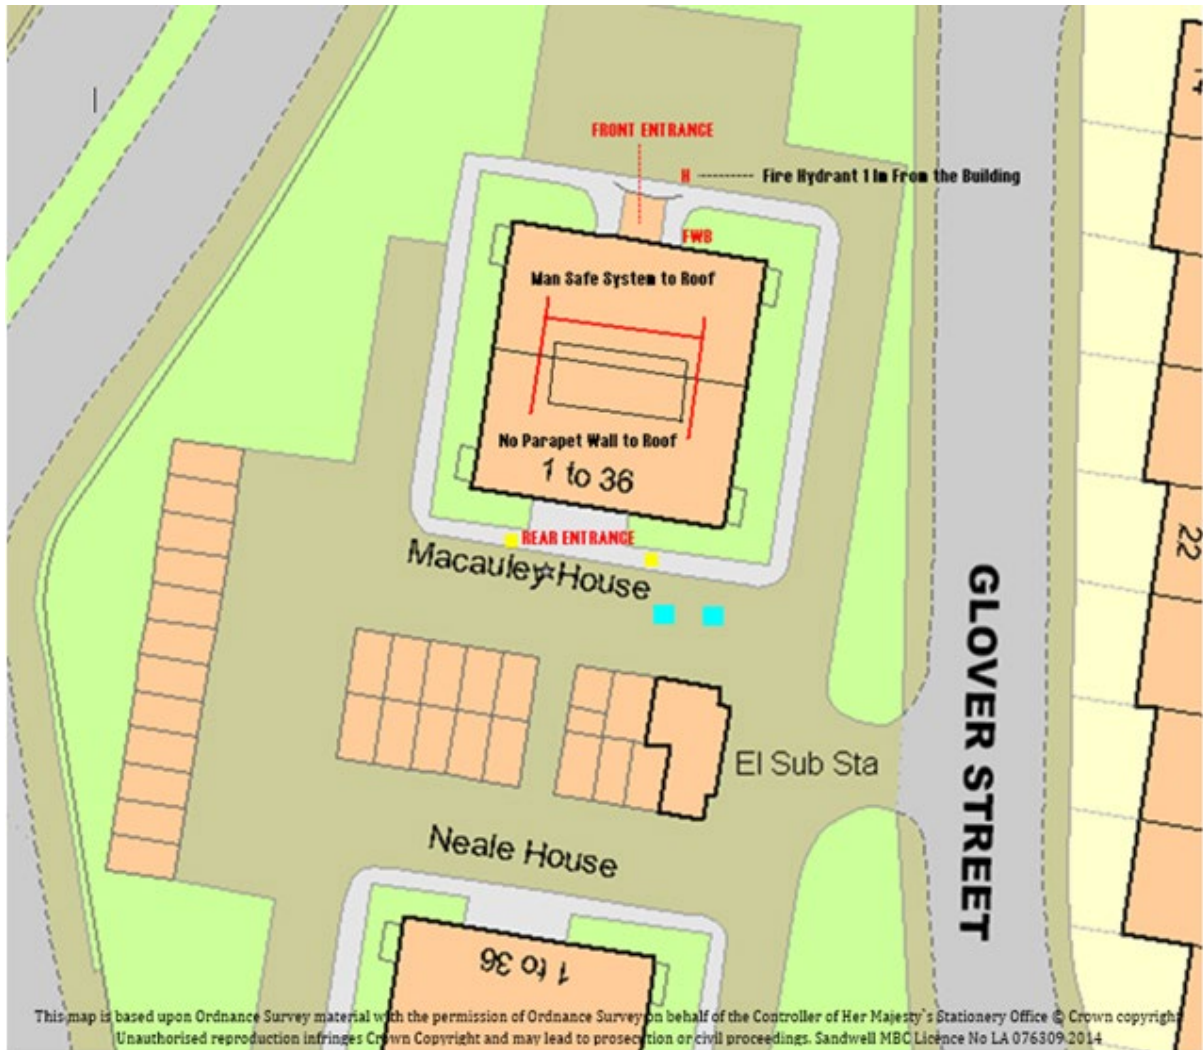 FRONT ENTRANCE
H
Fire Hydrant 1 In From the Building
FWB
Man Safe System to Roof
No Parapet Wall to Roof
1 to 36
REAR ENTRANCE
Macauley House
22
GLOVER STREET
El Sub Sta
Neale House
1 to 36
This map is based upon Ordnance Survey material with the permission of Ordnance Survey on behalf of the Controller of Her Majesty's Stationery Office © Crown copyright
Unauthorised reproduction infringes Crown Copyright and may lead to prosecution or civil proceedings. Sandwell MBC Licence No LA 076309 2014